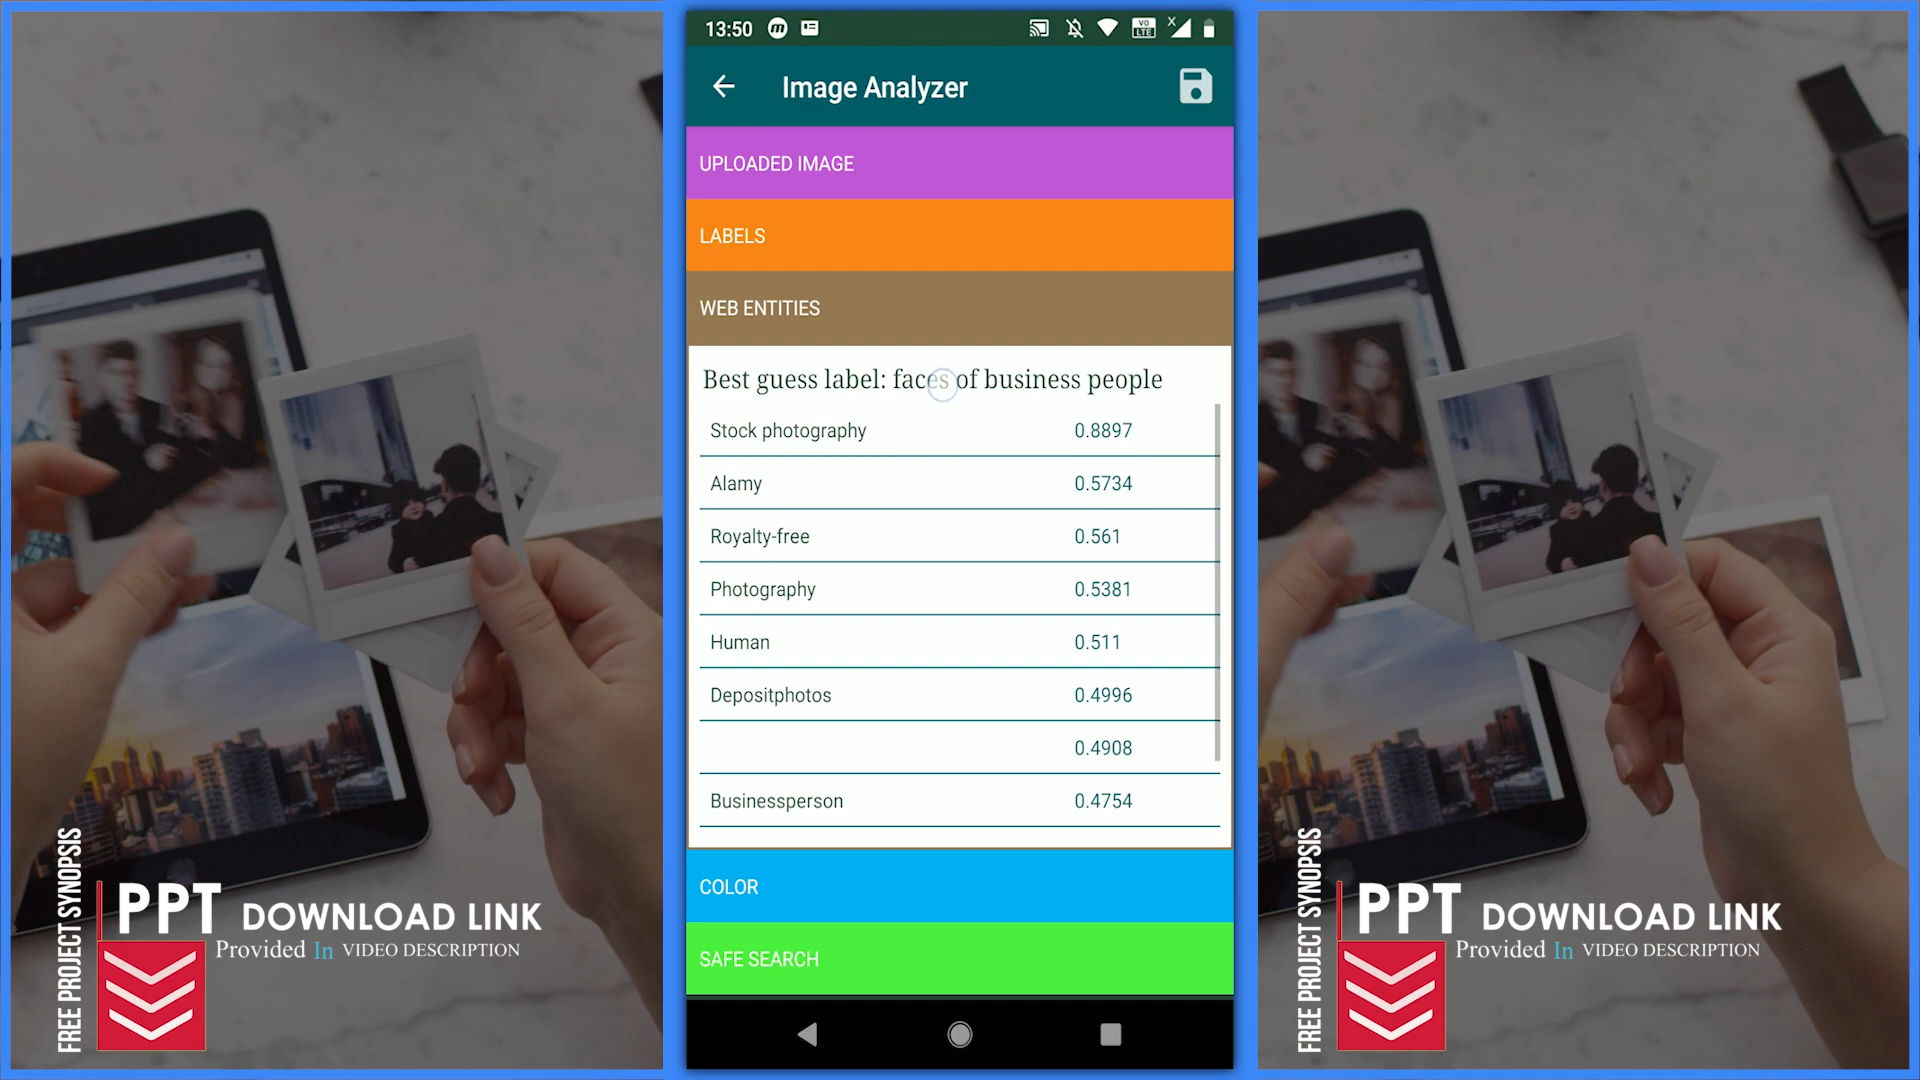 13:50
VO
LTE
X
Image Analyzer
UPLOADED IMAGE
LABELS
WEB ENTITIES
Best guess label: faces of business people
Stock photography 0.8897
Alamy 0.5734
Royalty-free 0.561
Photography 0.5381
Human 0.511
Depositphotos 0.4996
0.4908
Businessperson 0.4754
COLOR
SAFE SEARCH
FREE PROJECT SYNOPSIS
PPT DOWNLOAD LINK
Provided In VIDEO DESCRIPTION
FREE PROJECT SYNOPSIS
PPT DOWNLOAD LINK
Provided In VIDEO DESCRIPTION